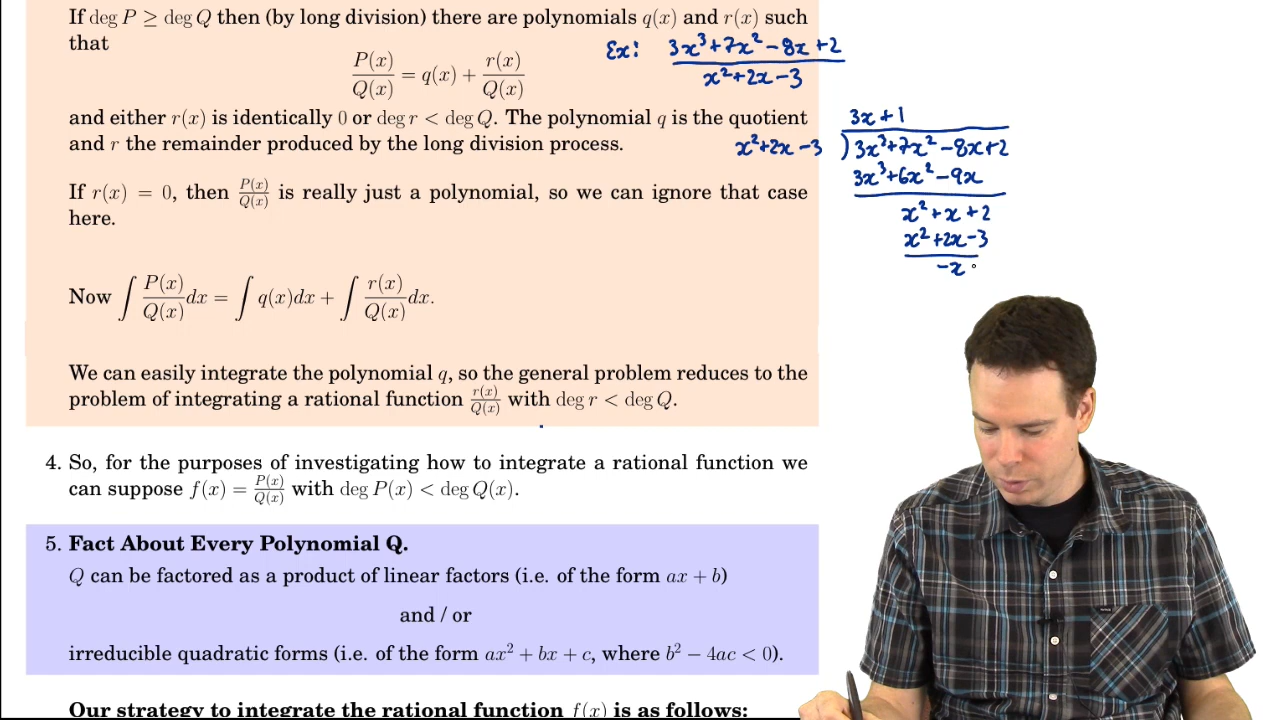 If deg P ≥ deg Q then (by long division) there are polynomials q(x) and r(x) such
that
P(x)/Q(x) = q(x) + r(x)/Q(x)
and either r(x) is identically 0 or deg r < deg Q. The polynomial q is the quotient
and r the remainder produced by the long division process.
If r(x) = 0, then P(x)/Q(x) is really just a polynomial, so we can ignore that case
here.
Now ∫ P(x)/Q(x) dx = ∫ q(x)dx + ∫ r(x)/Q(x) dx.
We can easily integrate the polynomial q, so the general problem reduces to the
problem of integrating a rational function r(x)/Q(x) with deg r < deg Q.
4. So, for the purposes of investigating how to integrate a rational function we
can suppose f(x) = P(x)/Q(x) with deg P(x) < deg Q(x).
5. Fact About Every Polynomial Q.
Q can be factored as a product of linear factors (i.e. of the form ax + b)
and / or
irreducible quadratic forms (i.e. of the form ax² + bx + c, where b² − 4ac < 0).
Our strategy to integrate the rational function f(x) is as follows:
Ex: 3x³+7x²−8x+2
x²+2x−3
3x+1
x²+2x−3 ) 3x³+7x²−8x+2
3x³+6x²−9x
x²+x+2
x²+2x−3
−x